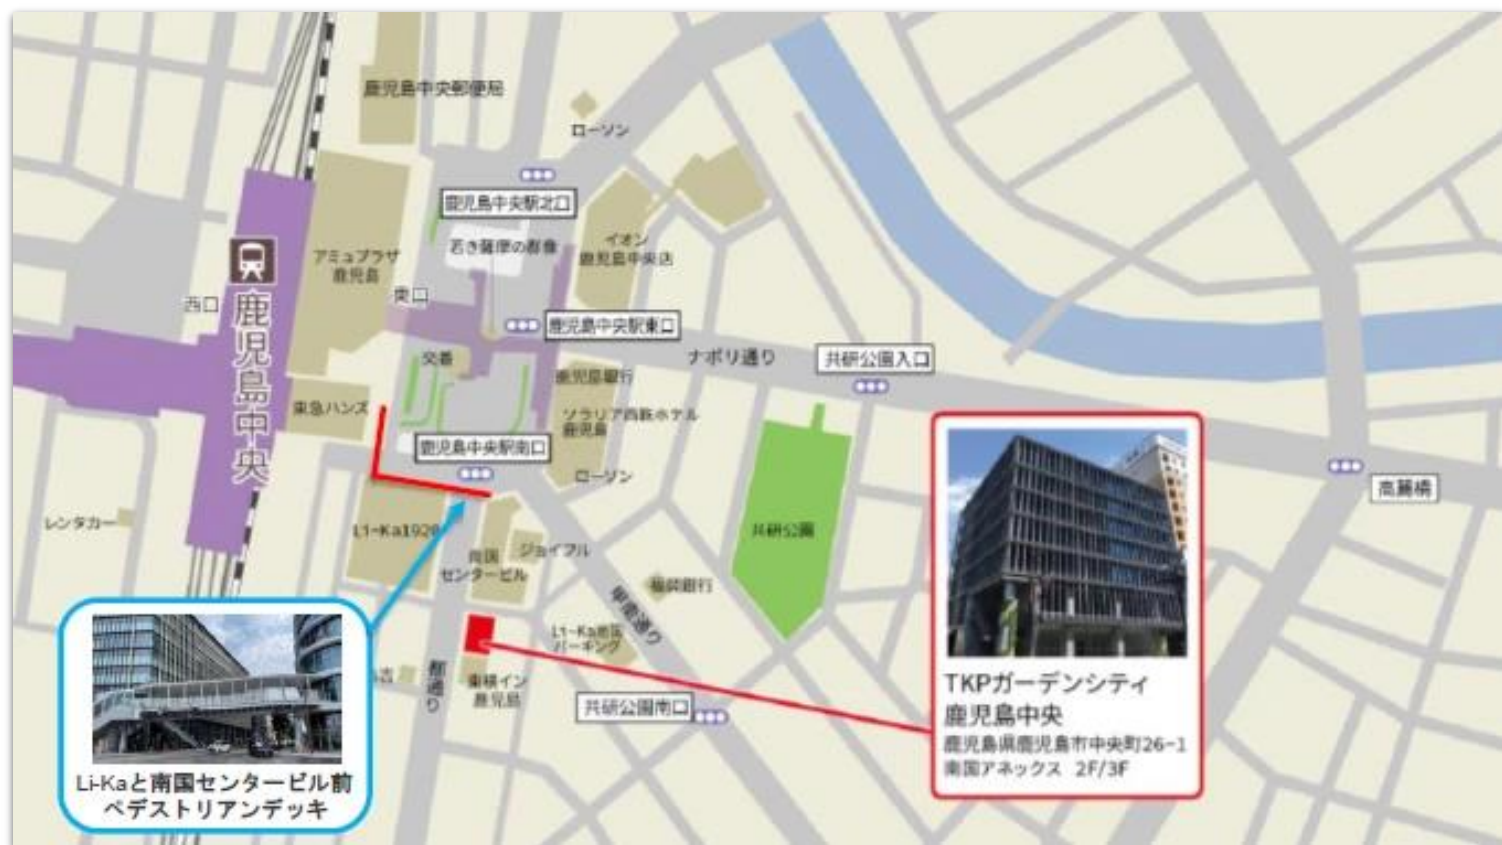 鹿児島中央郵便局
ローソン
鹿児島中央駅北口
若き薩摩の群像
イオン
鹿児島中央店
アミュプラザ
鹿児島
東口
西口
鹿児島中央
鹿児島中央駅東口
交番
ナポリ通り
共研公園入口
鹿児島銀行
東急ハンズ
ソラリア西鉄ホテル
鹿児島
鹿児島中央駅南口
ローソン
高麗橋
レンタカー
Li-Ka1920
南国
センタービル
ジョイフル
共研公園
福岡銀行
甲南通り
Li-Ka南国
パーキング
都通り
東横イン
鹿児島
共研公園南口
Li-Kaと南国センタービル前
ペデストリアンデッキ
TKPガーデンシティ
鹿児島中央
鹿児島県鹿児島市中央町26-1
南国アネックス 2F/3F